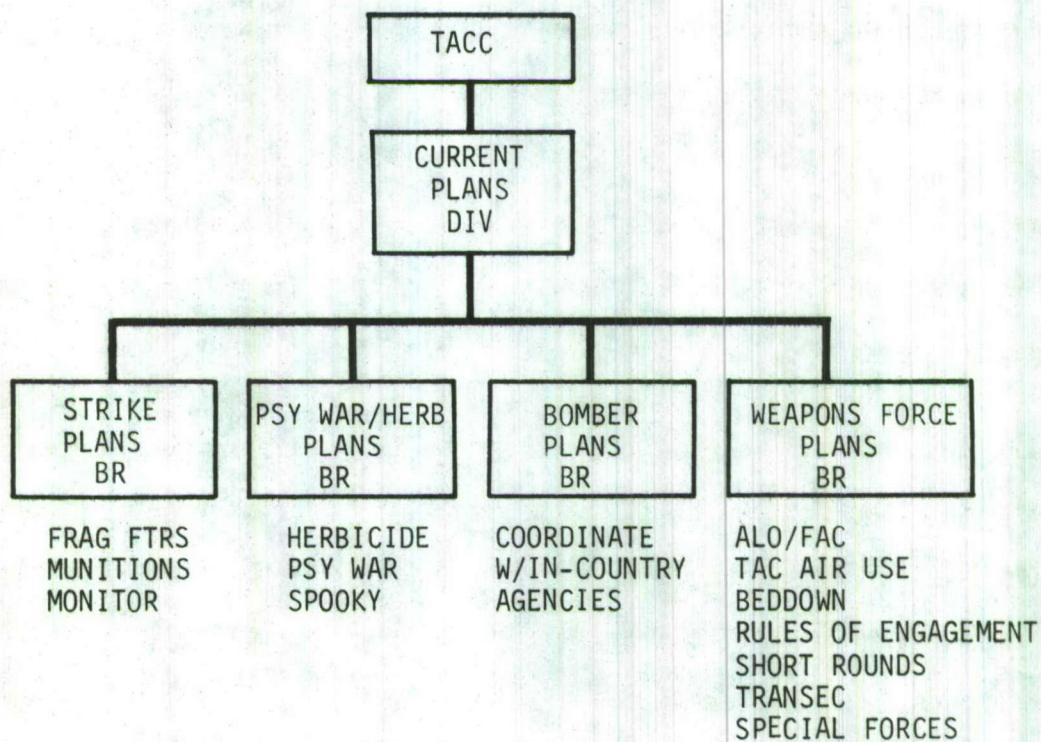 TACC
CURRENT
PLANS
DIV
STRIKE
PLANS
BR
FRAG FTRS
MUNITIONS
MONITOR
PSY WAR/HERB
PLANS
BR
HERBICIDE
PSY WAR
SPOOKY
BOMBER
PLANS
BR
COORDINATE
W/IN-COUNTRY
AGENCIES
WEAPONS FORCE
PLANS
BR
ALO/FAC
TAC AIR USE
BEDDOWN
RULES OF ENGAGEMENT
SHORT ROUNDS
TRANSEC
SPECIAL FORCES